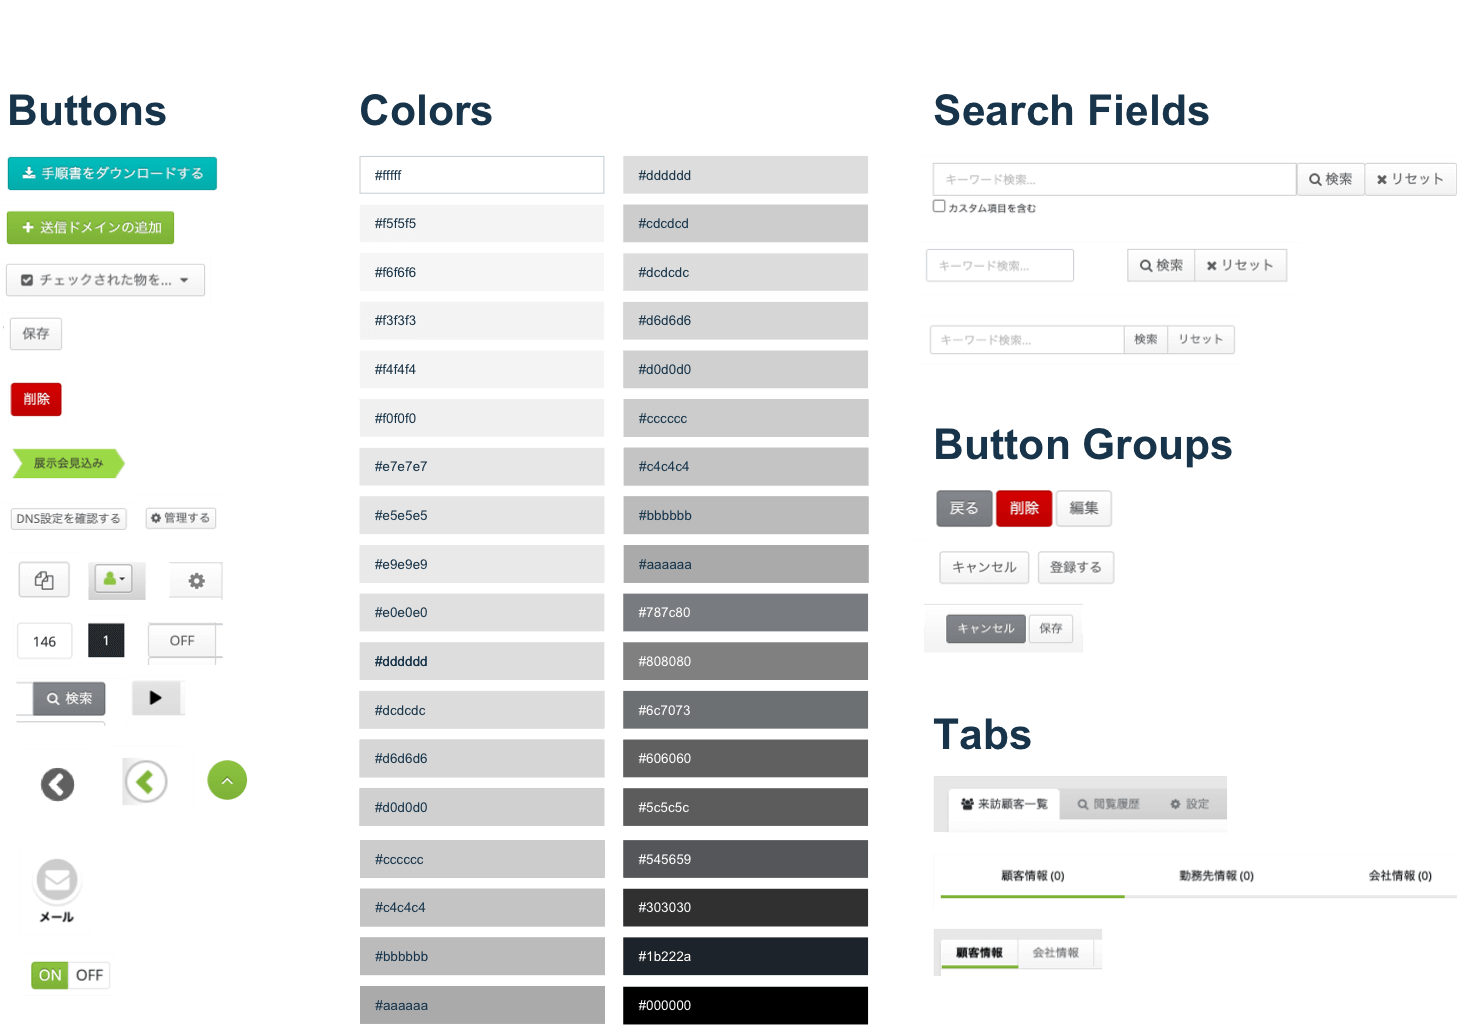 Buttons
手順書をダウンロードする
送信ドメインの追加
チェックされた物を...
保存
削除
展示会見込み
DNS設定を確認する
管理する
146
1
OFF
検索
メール
ON OFF
Colors
#fffff
#f5f5f5
#f6f6f6
#f3f3f3
#f4f4f4
#f0f0f0
#e7e7e7
#e5e5e5
#e9e9e9
#e0e0e0
#dddddd
#dcdcdc
#d6d6d6
#d0d0d0
#cccccc
#c4c4c4
#bbbbbb
#aaaaaa
#dddddd
#cdcdcd
#dcdcdc
#d6d6d6
#d0d0d0
#cccccc
#c4c4c4
#bbbbbb
#aaaaaa
#787c80
#808080
#6c7073
#606060
#5c5c5c
#545659
#303030
#1b222a
#000000
Search Fields
キーワード検索... 検索 リセット
カスタム項目を含む
キーワード検索... 検索 リセット
キーワード検索... 検索 リセット
Button Groups
戻る 削除 編集
キャンセル 登録する
キャンセル 保存
Tabs
来訪顧客一覧 閲覧履歴 設定
顧客情報 (0) 勤務先情報 (0) 会社情報 (0)
顧客情報 会社情報